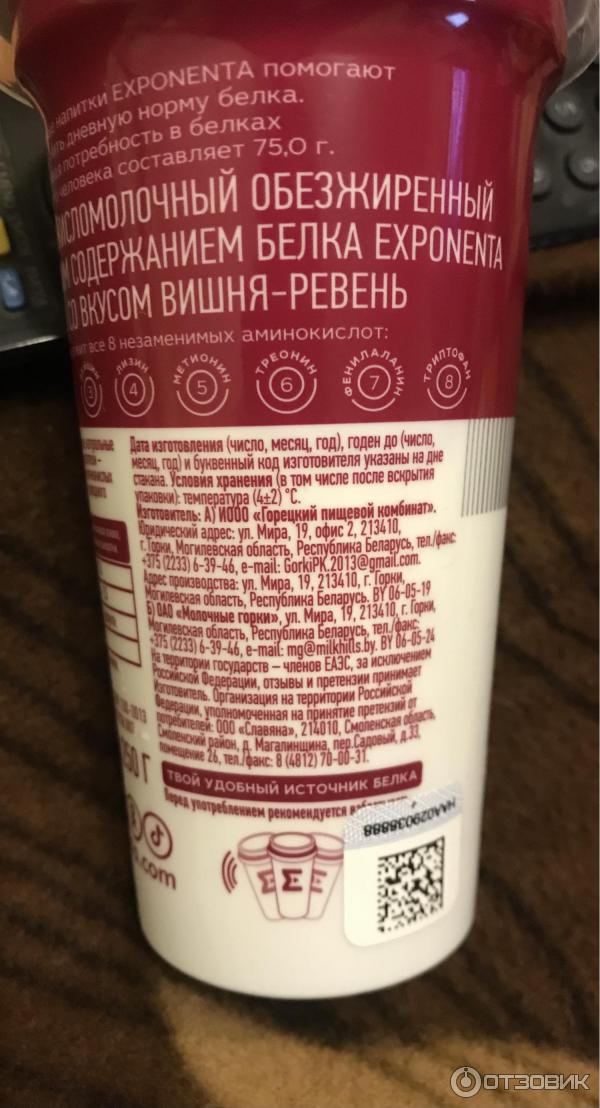 напитки EXPONENTA помогают
дневную норму белка.
потребность в белках
человека составляет 75,0 г.
ОБЕЗЖИРЕННЫЙ
СОДЕРЖАНИЕМ БЕЛКА EXPONENTA
СО ВКУСОМ ВИШНЯ-РЕВЕНЬ
все 8 незаменимых аминокислот:
3
ЛИЗИН 4
МЕТИОНИН 5
ТРЕОНИН 6
ФЕНИЛАЛАНИН 7
ТРИПТОФАН 8
Дата изготовления (число, месяц, год), годен до (число,
месяц, год) и буквенный код изготовителя указаны на дне
стакана. Условия хранения (в том числе после вскрытия
упаковки): температура (4±2) °C.
Изготовитель: А) ИООО «Горецкий пищевой комбинат».
Юридический адрес: ул. Мира, 19, офис 2, 213410,
г. Горки, Могилевская область, Республика Беларусь, тел./факс:
+375 (2233) 6-39-46, e-mail: GorkiPK.2013@gmail.com.
Адрес производства: ул. Мира, 19, 213410, г. Горки,
Могилевская область, Республика Беларусь. BY 06-05-19
Б) ОАО «Молочные горки», ул. Мира, 19, 213410, г. Горки,
Могилевская область, Республика Беларусь, тел./факс:
+375 (2233) 6-39-46, e-mail: mg@milkhills.by. BY 06-05-24
На территории государств – членов ЕАЭС, за исключением
Российской Федерации, отзывы и претензии принимает
Изготовитель. Организация на территории Российской
Федерации, уполномоченная на принятие претензий от
потребителей: ООО «Славяна», 214010, Смоленская область,
Смоленский район, д. Магалинщина, пер.Садовый, д.33,
помещение 26, тел./факс: 8 (4812) 70-00-31.
ТВОЙ УДОБНЫЙ ИСТОЧНИК БЕЛКА
Перед употреблением рекомендуется
НАА029038888
.com
ОТЗОВИК